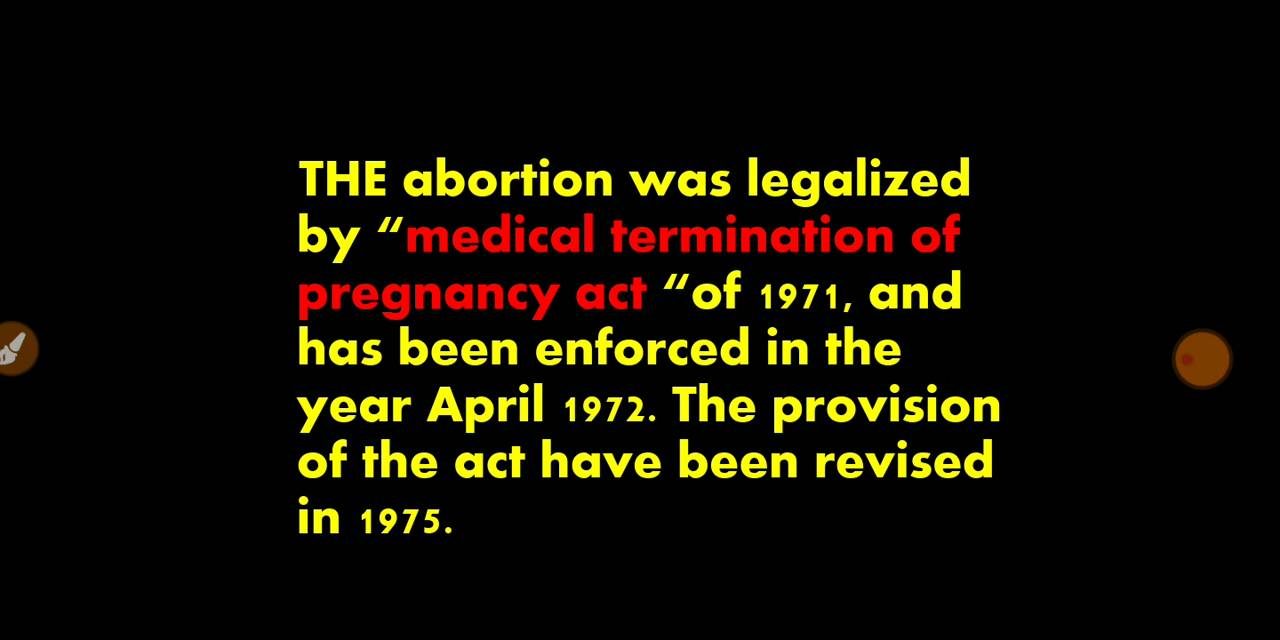 THE abortion was legalized
by “medical termination of
pregnancy act “of 1971, and
has been enforced in the
year April 1972. The provision
of the act have been revised
in 1975.